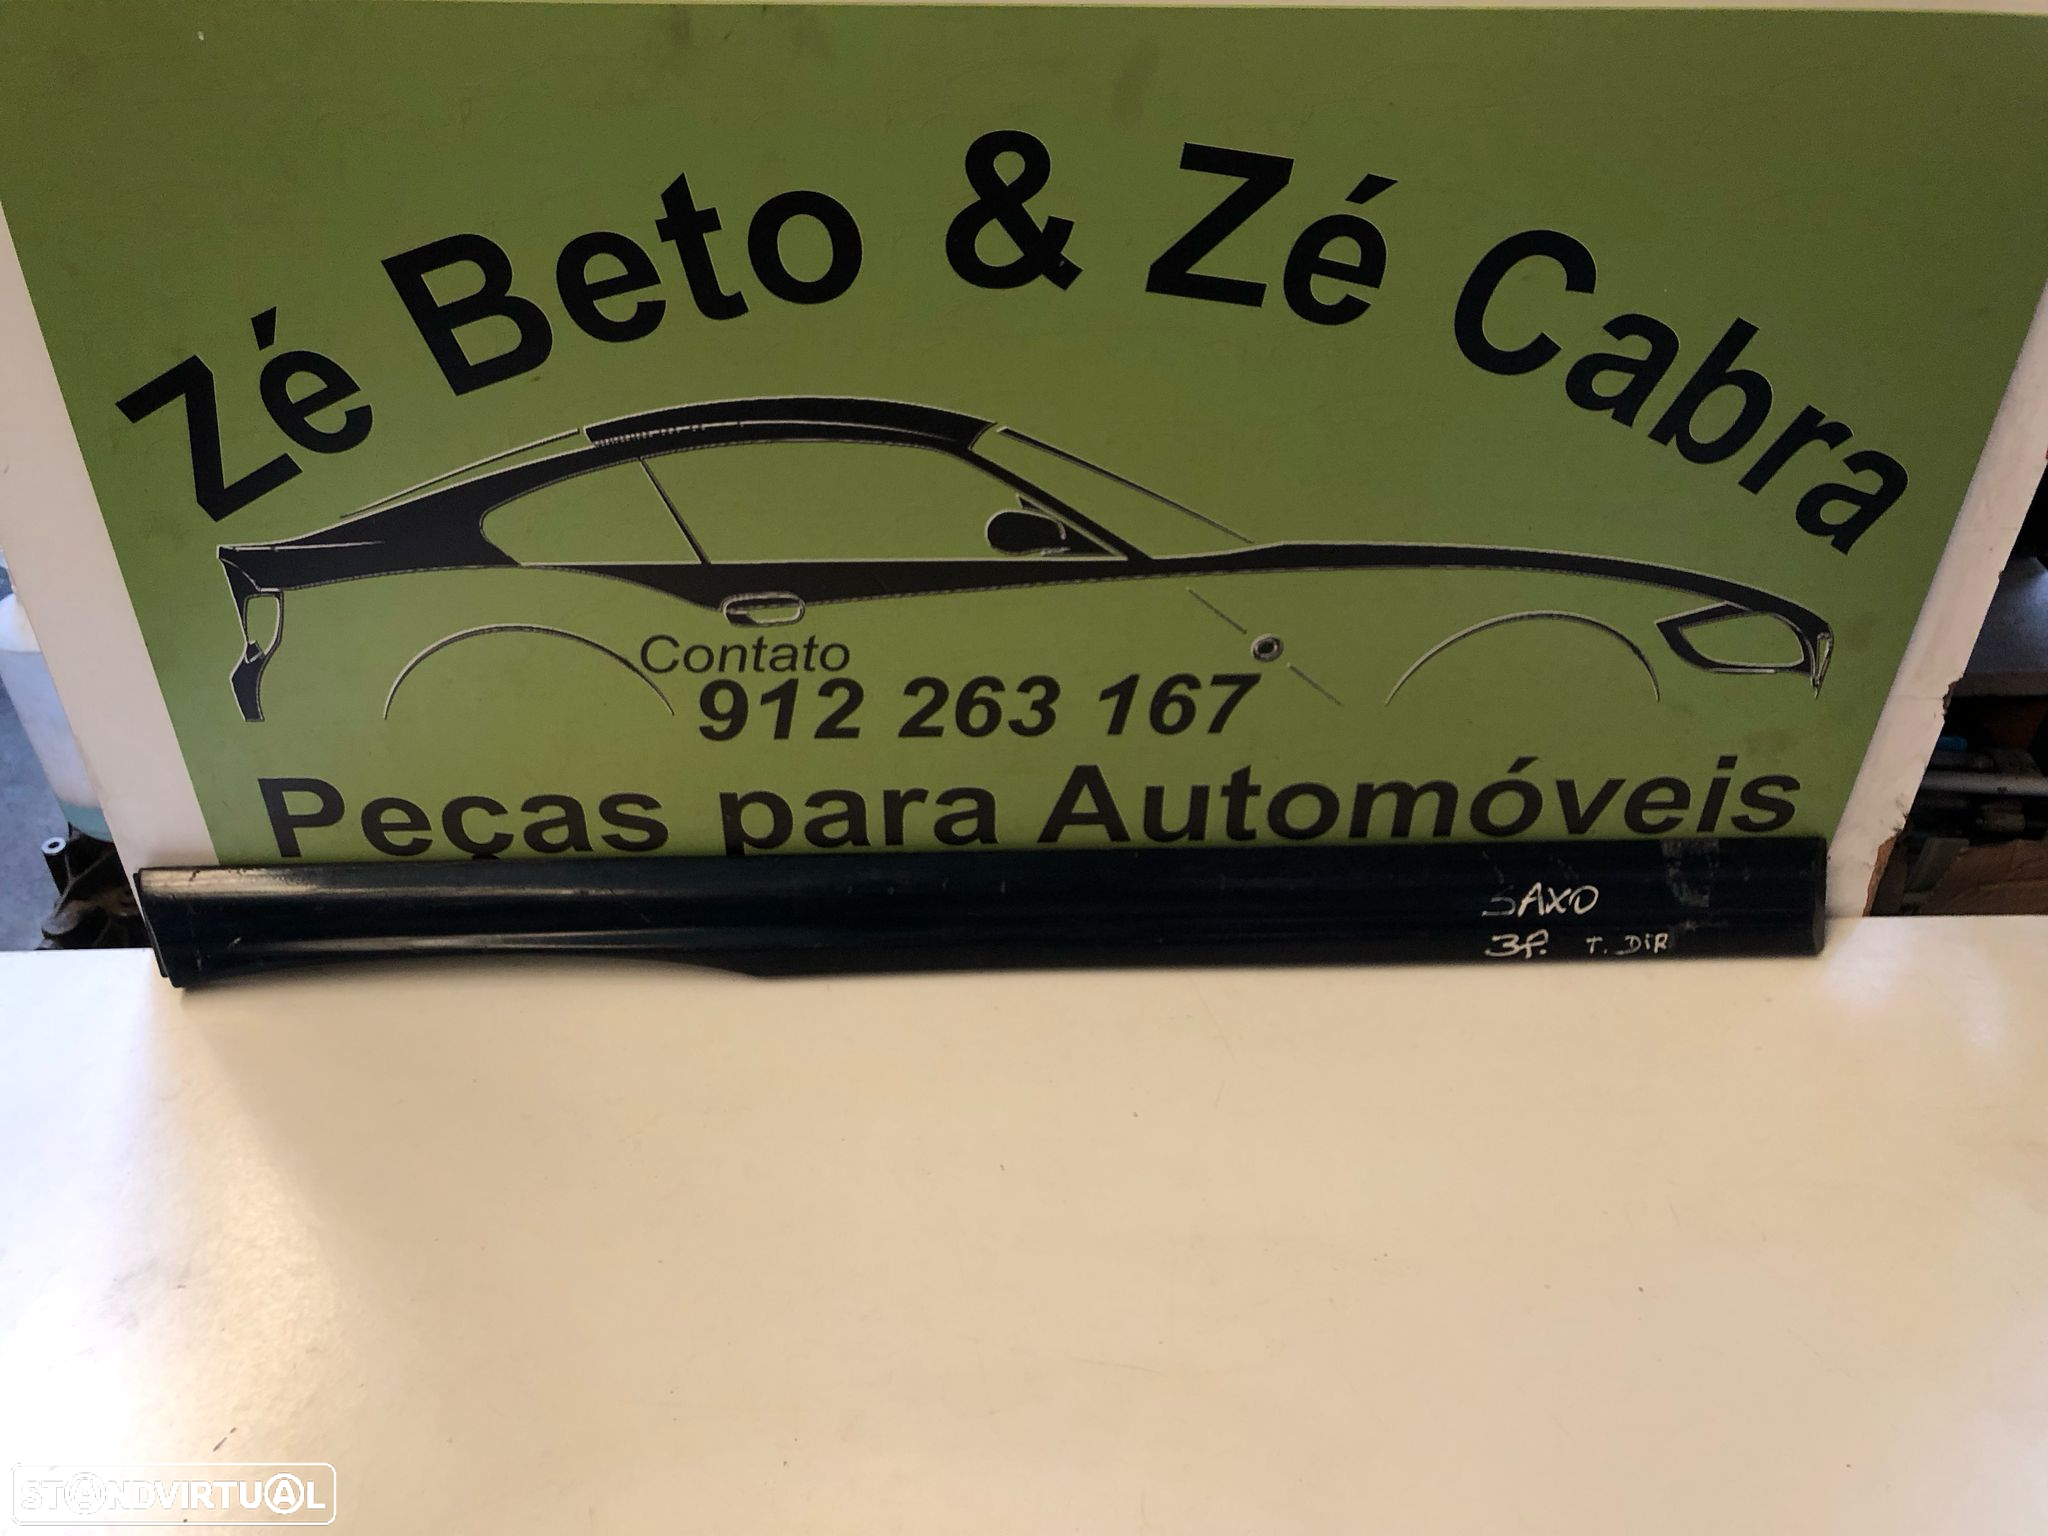 Zé Beto & Zé Cabra
Contato
912 263 167
Peças para Automóveis
SAXO
3P. T. DIR
STANDVIRTUAL